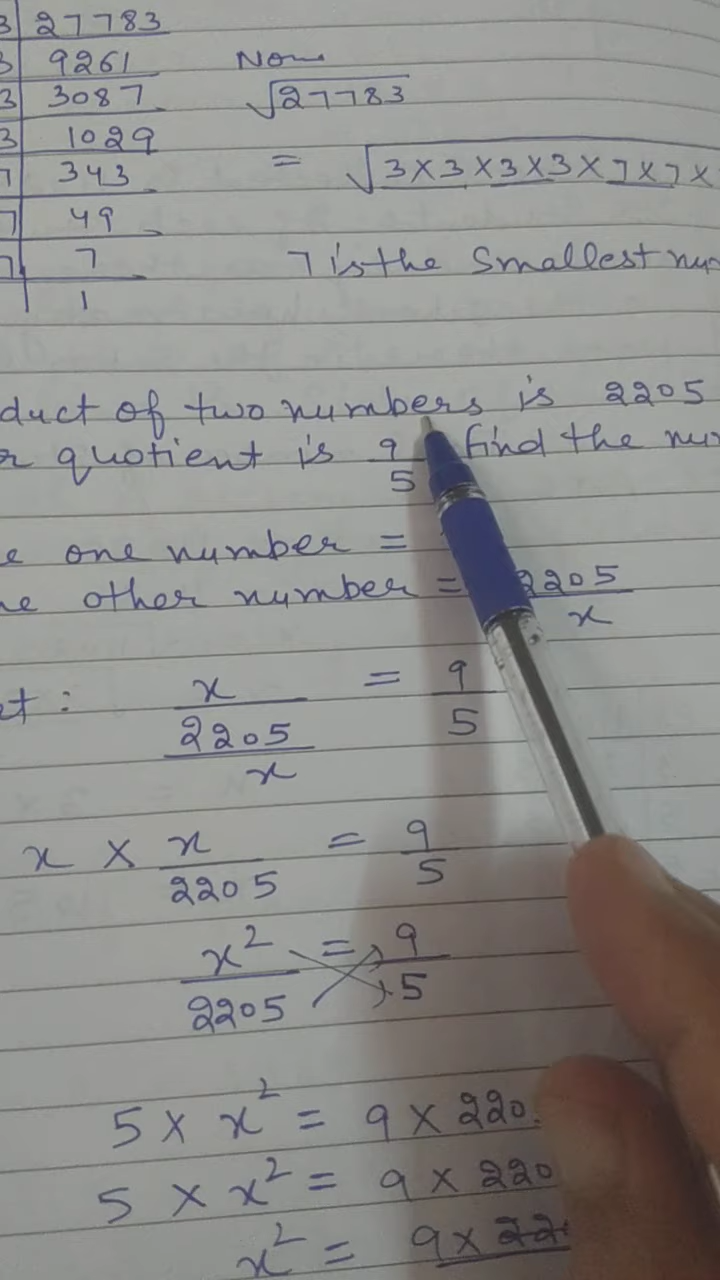 3 27783
3 9261 Now
3 3087 √27783
3 1029
7 343 = √3×3×3×3×7×7×
7 49
7 7 7 is the smallest
1
of two numbers is 2205
quotient is 9/5 find the
one number =
other number = 2205/x
x/(2205/x) = 9/5
x × x/2205 = 9/5
x²/2205 = 9/5
5 × x² = 9 × 220
5 × x² = 9 × 220
x² = 9 × 22